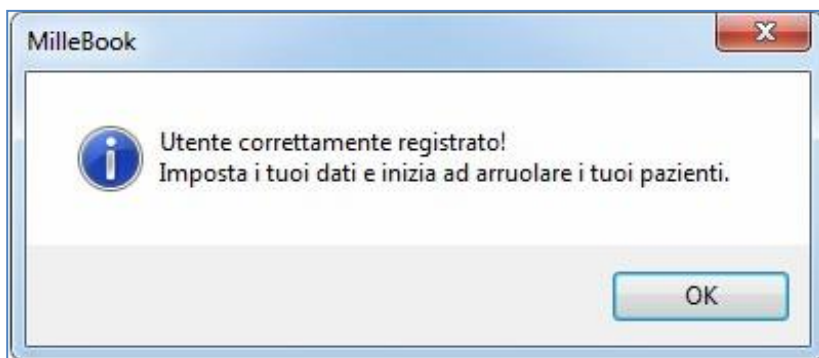 MilleBook
Utente correttamente registrato!
Imposta i tuoi dati e inizia ad arruolare i tuoi pazienti.
OK